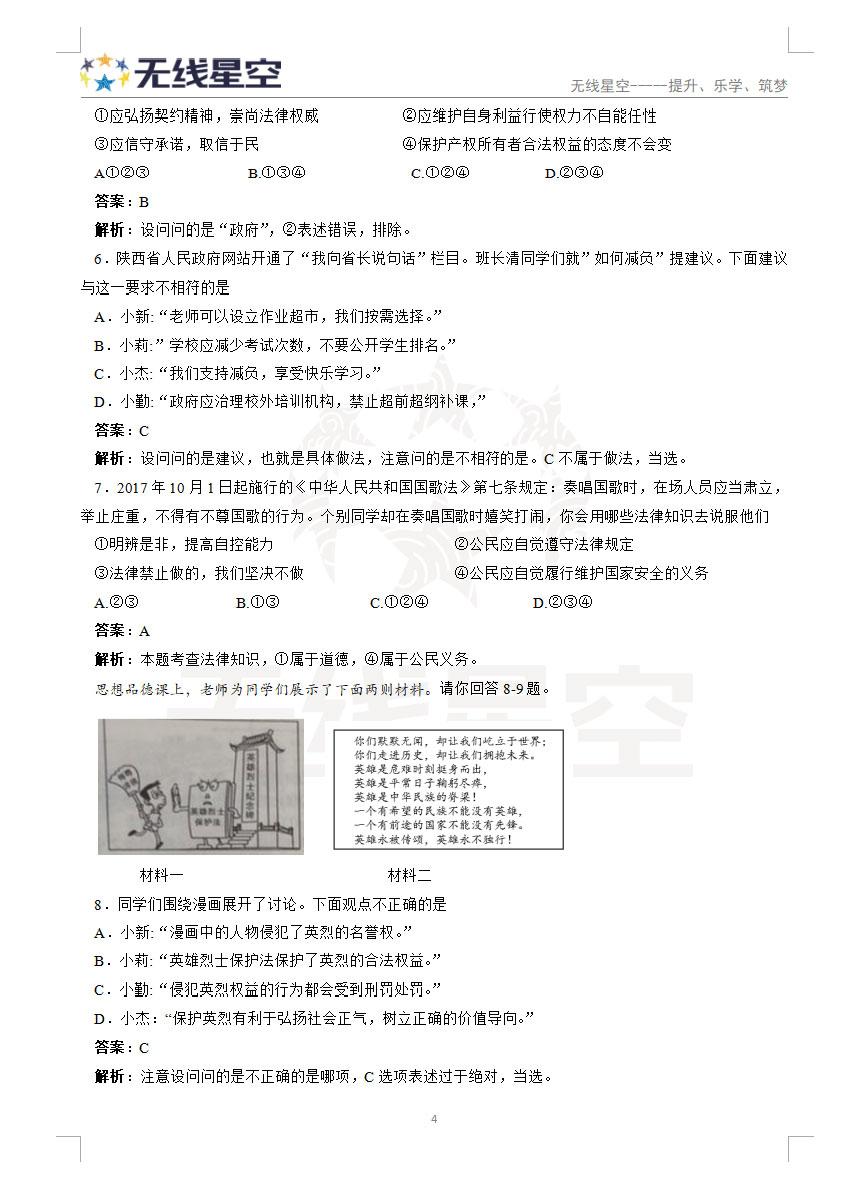 无线星空
无线星空-——提升、乐学、筑梦
①应弘扬契约精神，崇尚法律权威 ②应维护自身利益行使权力不自能任性
③应信守承诺，取信于民 ④保护产权所有者合法权益的态度不会变
A①②③ B.①③④ C.①②④ D.②③④
答案：B
解析：设问问的是“政府”，②表述错误，排除。
6．陕西省人民政府网站开通了“我向省长说句话”栏目。班长清同学们就”如何减负”提建议。下面建议
与这一要求不相符的是
A．小新:“老师可以设立作业超市，我们按需选择。”
B．小莉:”学校应减少考试次数，不要公开学生排名。”
C．小杰:“我们支持减负，享受快乐学习。”
D．小勤:“政府应治理校外培训机构，禁止超前超纲补课，”
答案：C
解析：设问问的是建议，也就是具体做法，注意问的是不相符的是。C 不属于做法，当选。
7．2017 年 10 月 1 日起施行的《中华人民共和国国歌法》第七条规定：奏唱国歌时，在场人员应当肃立，
举止庄重，不得有不尊国歌的行为。个别同学却在奏唱国歌时嬉笑打闹，你会用哪些法律知识去说服他们
①明辨是非，提高自控能力 ②公民应自觉遵守法律规定
③法律禁止做的，我们坚决不做 ④公民应自觉履行维护国家安全的义务
A.②③ B.①③ C.①②④ D.②③④
答案：A
解析：本题考查法律知识，①属于道德，④属于公民义务。
思想品德课上，老师为同学们展示了下面两则材料。请你回答 8-9 题。
英雄烈士纪念碑
英雄烈士
保护法
你们默默无闻，却让我们屹立于世界；
你们走进历史，却让我们拥抱未来。
英雄是危难时刻挺身而出，
英雄是平常日子鞠躬尽瘁，
英雄是中华民族的脊梁！
一个有希望的民族不能没有英雄，
一个有前途的国家不能没有先锋。
英雄永被传颂，英雄永不独行！
材料一 材料二
8．同学们围绕漫画展开了讨论。下面观点不正确的是
A．小新:“漫画中的人物侵犯了英烈的名誉权。”
B．小莉:“英雄烈士保护法保护了英烈的合法权益。”
C．小勤:“侵犯英烈权益的行为都会受到刑罚处罚。”
D．小杰：“保护英烈有利于弘扬社会正气，树立正确的价值导向。”
答案：C
解析：注意设问问的是不正确的是哪项，C 选项表述过于绝对，当选。
4